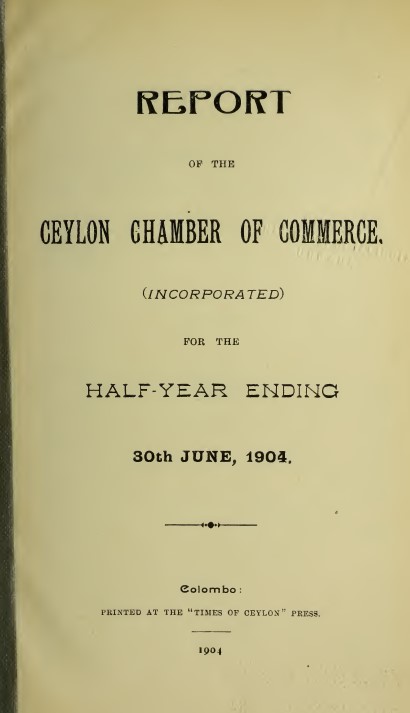 REPORT
OF THE
CEYLON CHAMBER OF COMMERCE.
(INCORPORATED)
FOR THE
HALF-YEAR ENDING
30th JUNE, 1904.
Colombo:
PRINTED AT THE "TIMES OF CEYLON" PRESS.
1904